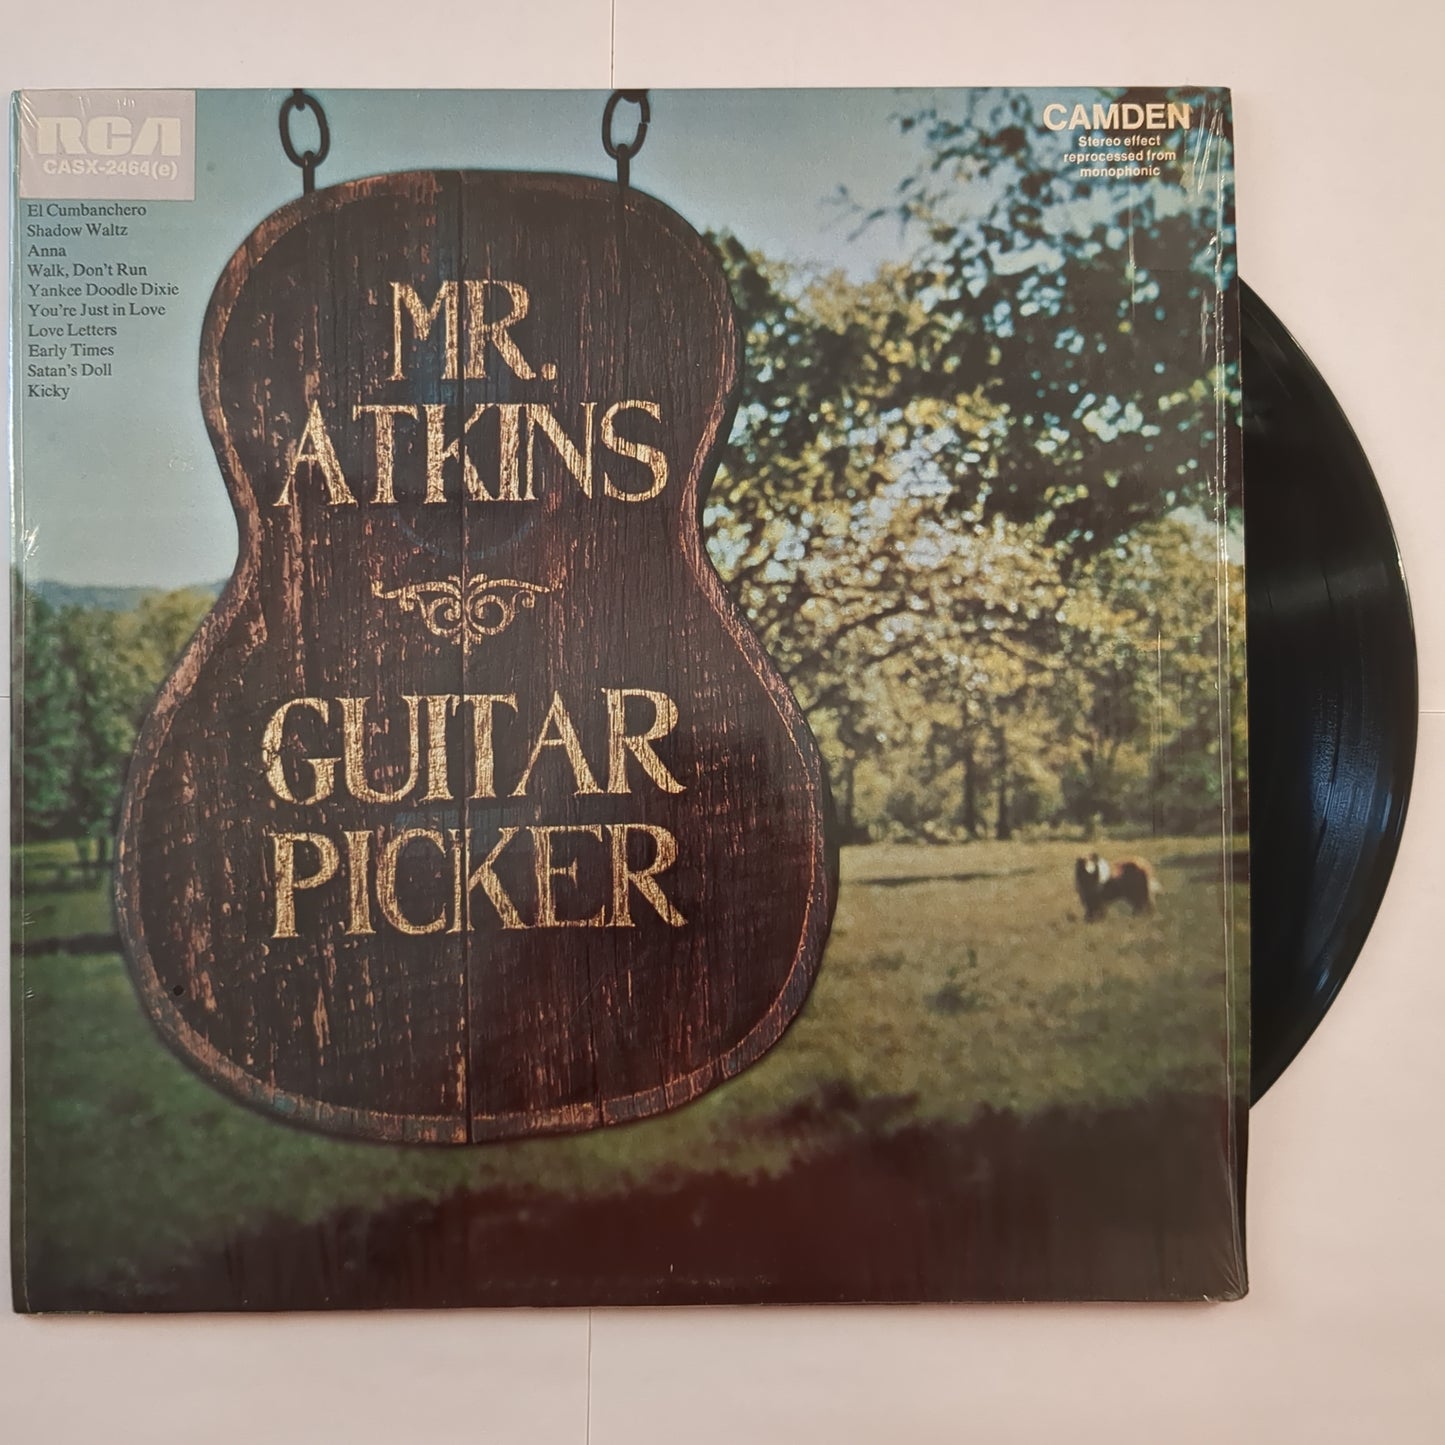 RCA
CASX-2464(e)
El Cumbanchero
Shadow Waltz
Anna
Walk, Don't Run
Yankee Doodle Dixie
You're Just in Love
Love Letters
Early Times
Satan's Doll
Kicky
CAMDEN
Stereo effect
reprocessed from
monophonic
MR.
ATKINS
GUITAR
PICKER